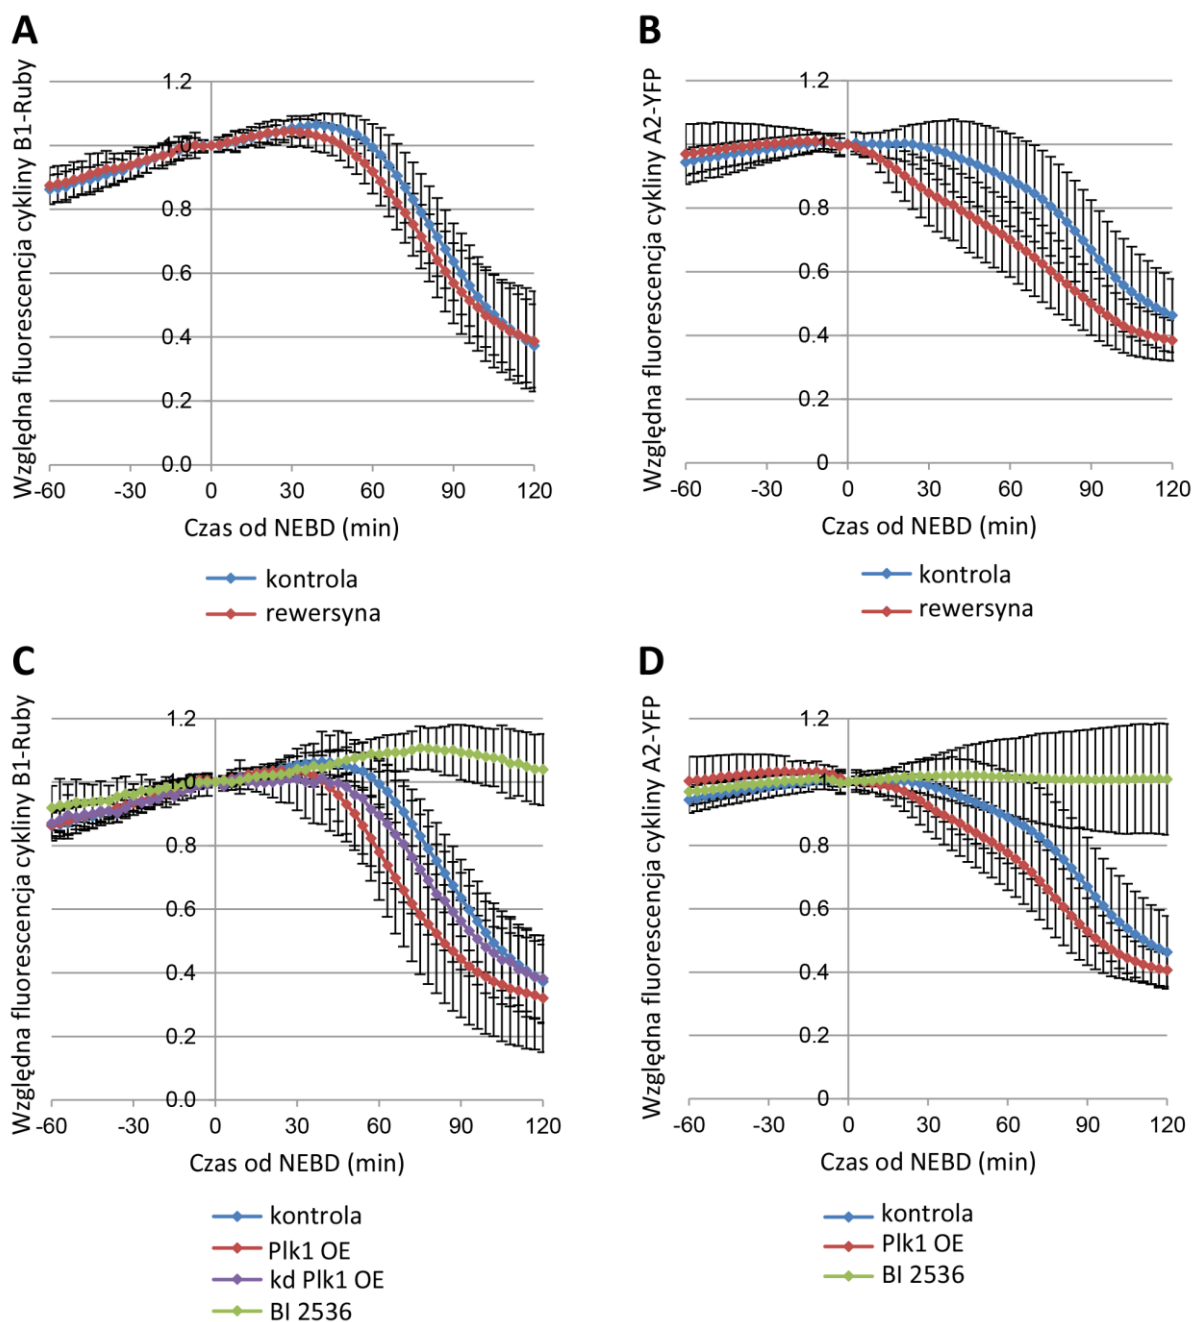 A
Względna fluorescencja cykliny B1-Ruby
1.2
1.0
0.8
0.6
0.4
0.2
0.0
-60 -30 0 30 60 90 120
Czas od NEBD (min)
kontrola
rewersyna
B
Względna fluorescencja cykliny A2-YFP
1.2
1.0
0.8
0.6
0.4
0.2
0
-60 -30 0 30 60 90 120
Czas od NEBD (min)
kontrola
rewersyna
C
Względna fluorescencja cykliny B1-Ruby
1.2
1.0
0.8
0.6
0.4
0.2
0.0
-60 -30 0 30 60 90 120
Czas od NEBD (min)
kontrola
Plk1 OE
kd Plk1 OE
BI 2536
D
Względna fluorescencja cykliny A2-YFP
1.2
1.0
0.8
0.6
0.4
0.2
0
-60 -30 0 30 60 90 120
Czas od NEBD (min)
kontrola
Plk1 OE
BI 2536